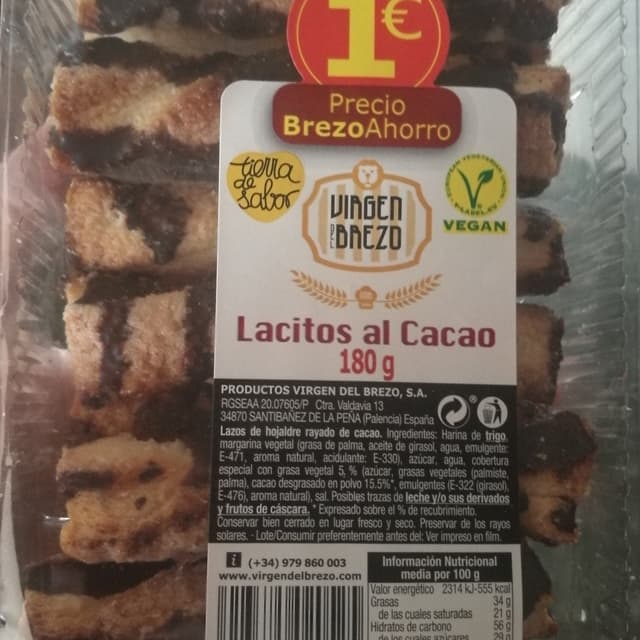 1€
Precio
BrezoAhorro
tierra
de
sabor
VIRGEN
DEL
BREZO
VEGAN
Lacitos al Cacao
180 g
PRODUCTOS VIRGEN DEL BREZO, S.A.
RGSEAA 20.07605/P Ctra. Valdavia 13
34870 SANTIBAÑEZ DE LA PEÑA (Palencia) España
Lazos de hojaldre rayado de cacao. Ingredientes: Harina de trigo,
margarina vegetal (grasa de palma, aceite de girasol, agua, emulgente:
E-471, aroma natural, acidulante: E-330), azúcar, agua, cobertura
especial con grasa vegetal 5, % (azúcar, grasas vegetales (palmiste,
palma), cacao desgrasado en polvo 15.5%*, emulgentes (E-322 (girasol),
E-476), aroma natural), sal. Posibles trazas de leche y/o sus derivados
y frutos de cáscara. * Expresado sobre el % de recubrimiento.
Conservar bien cerrado en lugar fresco y seco. Preservar de los rayos
solares. - Lote/Consumir preferentemente antes del: Ver impreso en film.
i (+34) 979 860 003
www.virgendelbrezo.com
Información Nutricional
media por 100 g
Valor energético 2314 kJ-555 kcal
Grasas 34 g
de las cuales saturadas 21 g
Hidratos de carbono 56 g
de los cuales azúcares